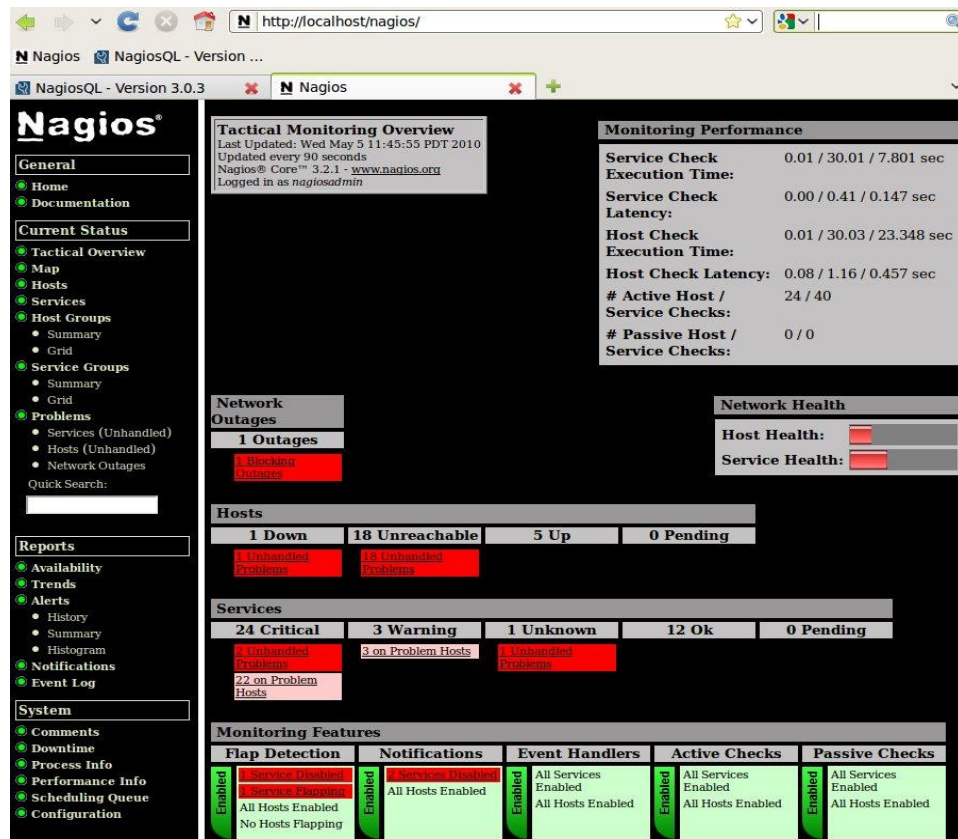 http://localhost/nagios/
Nagios NagiosQL - Version ...
NagiosQL - Version 3.0.3
Nagios
Nagios®
General
Home
Documentation
Current Status
Tactical Overview
Map
Hosts
Services
Host Groups
Summary
Grid
Service Groups
Summary
Grid
Problems
Services (Unhandled)
Hosts (Unhandled)
Network Outages
Quick Search:
Reports
Availability
Trends
Alerts
History
Summary
Histogram
Notifications
Event Log
System
Comments
Downtime
Process Info
Performance Info
Scheduling Queue
Configuration
Tactical Monitoring Overview
Last Updated: Wed May 5 11:45:55 PDT 2010
Updated every 90 seconds
Nagios® Core™ 3.2.1 - www.nagios.org
Logged in as nagiosadmin
Monitoring Performance
Service Check Execution Time: 0.01 / 30.01 / 7.801 sec
Service Check Latency: 0.00 / 0.41 / 0.147 sec
Host Check Execution Time: 0.01 / 30.03 / 23.348 sec
Host Check Latency: 0.08 / 1.16 / 0.457 sec
# Active Host / Service Checks: 24 / 40
# Passive Host / Service Checks: 0 / 0
Network Outages
1 Outages
1 Blocking Outages
Network Health
Host Health:
Service Health:
Hosts
1 Down 18 Unreachable 5 Up 0 Pending
1 Unhandled Problems 18 Unhandled Problems
Services
24 Critical 3 Warning 1 Unknown 12 Ok 0 Pending
2 Unhandled Problems 3 on Problem Hosts 1 Unhandled Problems
22 on Problem Hosts
Monitoring Features
Flap Detection Notifications Event Handlers Active Checks Passive Checks
Enabled
1 Service Disabled
1 Service Flapping
All Hosts Enabled
No Hosts Flapping
Enabled
2 Services Disabled
All Hosts Enabled
Enabled
All Services Enabled
All Hosts Enabled
Enabled
All Services Enabled
All Hosts Enabled
Enabled
All Services Enabled
All Hosts Enabled